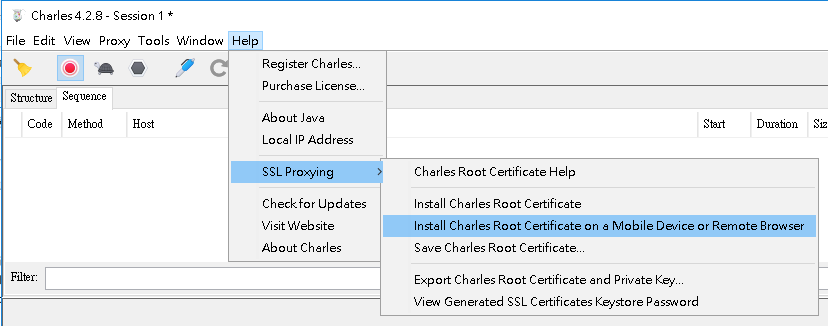 Charles 4.2.8 - Session 1 *
File Edit View Proxy Tools Window Help
Register Charles...
Purchase License...
About Java
Local IP Address
SSL Proxying
Check for Updates
Visit Website
About Charles
Structure Sequence
Code Method Host Start Duration Siz
Charles Root Certificate Help
Install Charles Root Certificate
Install Charles Root Certificate on a Mobile Device or Remote Browser
Save Charles Root Certificate...
Export Charles Root Certificate and Private Key...
View Generated SSL Certificates Keystore Password
Filter: